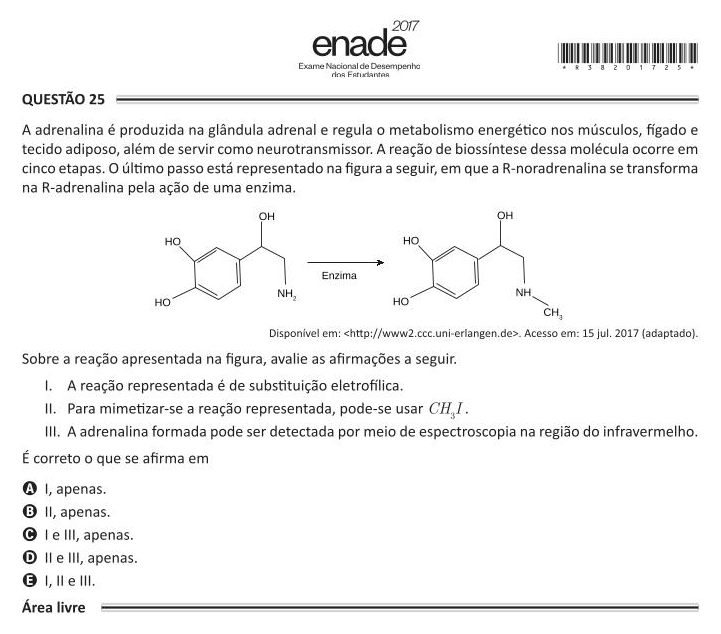 enade 2017
Exame Nacional de Desempenho
dos Estudantes
* R 3 8 2 0 1 7 2 5 *
QUESTÃO 25
A adrenalina é produzida na glândula adrenal e regula o metabolismo energético nos músculos, fígado e
tecido adiposo, além de servir como neurotransmissor. A reação de biossíntese dessa molécula ocorre em
cinco etapas. O último passo está representado na figura a seguir, em que a R-noradrenalina se transforma
na R-adrenalina pela ação de uma enzima.
OH
HO
HO
NH₂
Enzima
OH
HO
HO
NH
CH₃
Disponível em: <http://www2.ccc.uni-erlangen.de>. Acesso em: 15 jul. 2017 (adaptado).
Sobre a reação apresentada na figura, avalie as afirmações a seguir.
I. A reação representada é de substituição eletrofílica.
II. Para mimetizar-se a reação representada, pode-se usar CH₃I.
III. A adrenalina formada pode ser detectada por meio de espectroscopia na região do infravermelho.
É correto o que se afirma em
A I, apenas.
B II, apenas.
C I e III, apenas.
D II e III, apenas.
E I, II e III.
Área livre